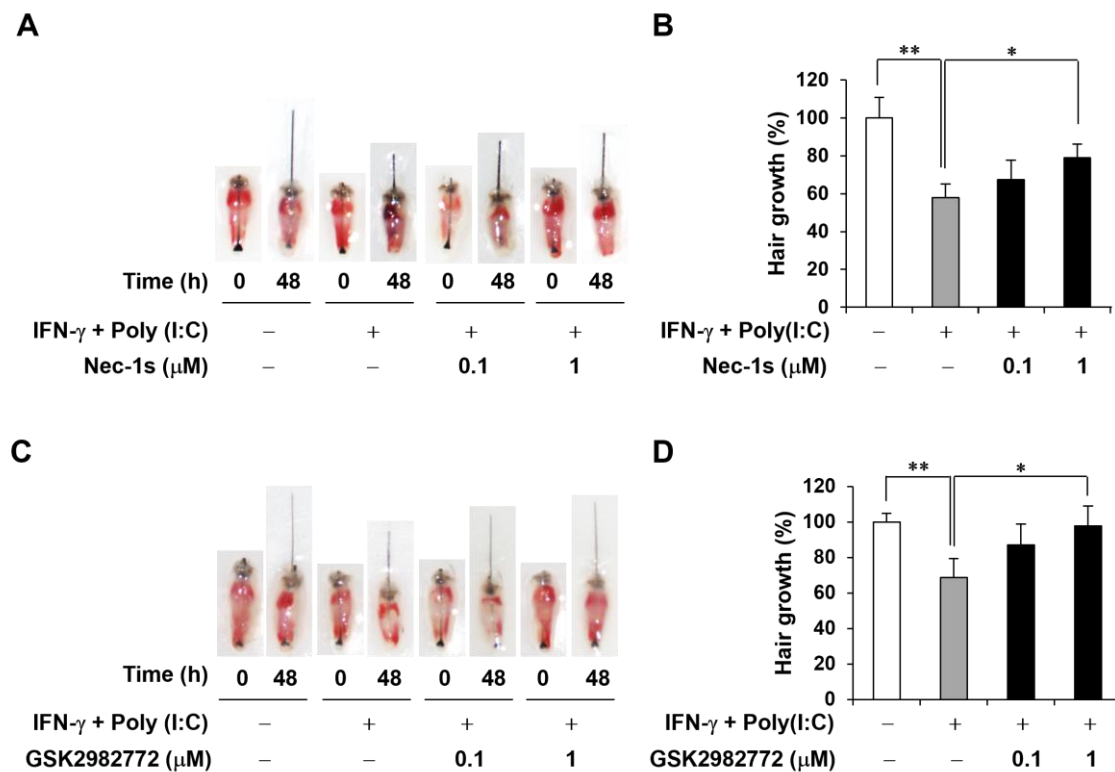 A
Time (h) 0 48 0 48 0 48 0 48
IFN-γ + Poly (I:C) – + + +
Nec-1s (μM) – – 0.1 1
B
** *
Hair growth (%)
120
100
80
60
40
20
0
IFN-γ + Poly(I:C) – + + +
Nec-1s (μM) – – 0.1 1
C
Time (h) 0 48 0 48 0 48 0 48
IFN-γ + Poly (I:C) – + + +
GSK2982772 (μM) – – 0.1 1
D
** *
Hair growth (%)
120
100
80
60
40
20
0
IFN-γ + Poly(I:C) – + + +
GSK2982772 (μM) – – 0.1 1